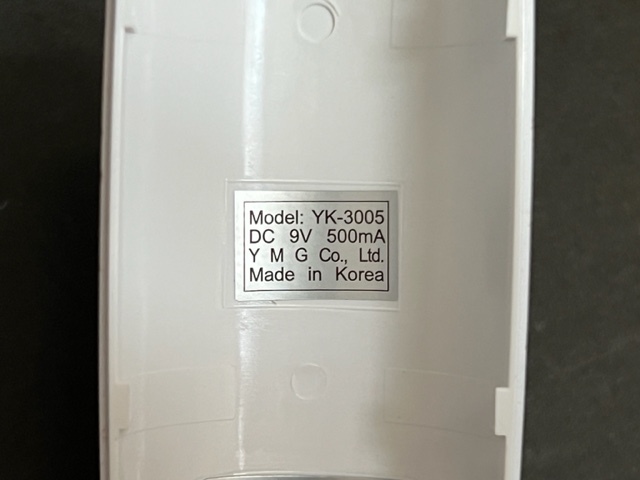 Model: YK-3005
DC 9V 500mA
Y M G Co., Ltd.
Made in Korea